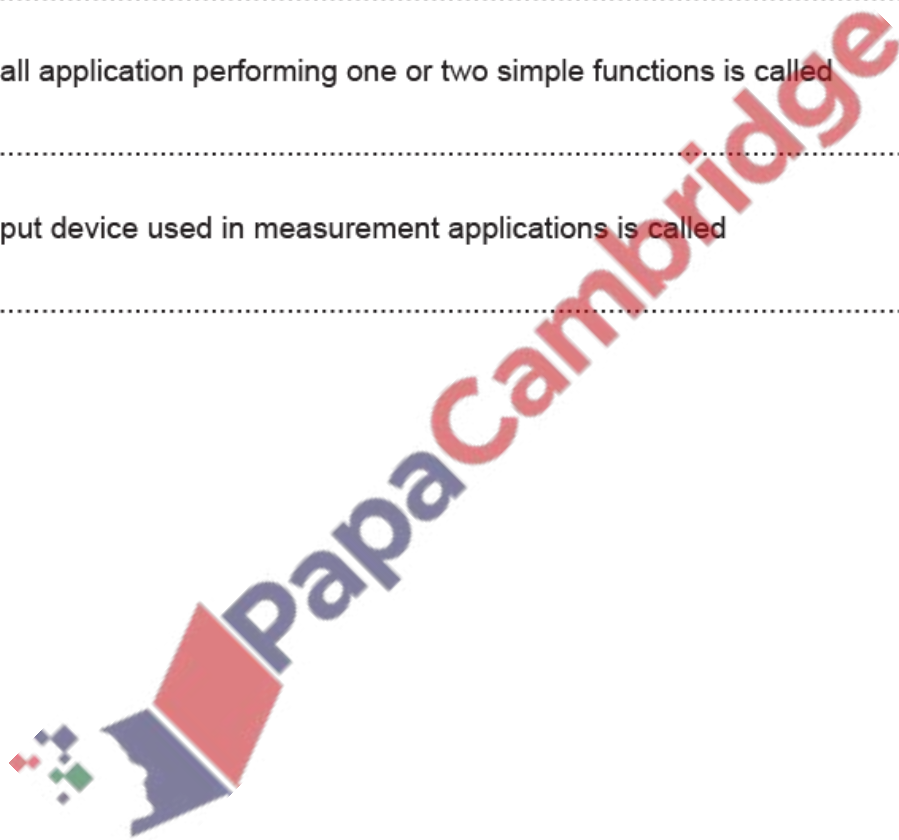 all application performing one or two simple functions is called
................................................................................................
put device used in measurement applications is called
................................................................................................
PapaCambridge